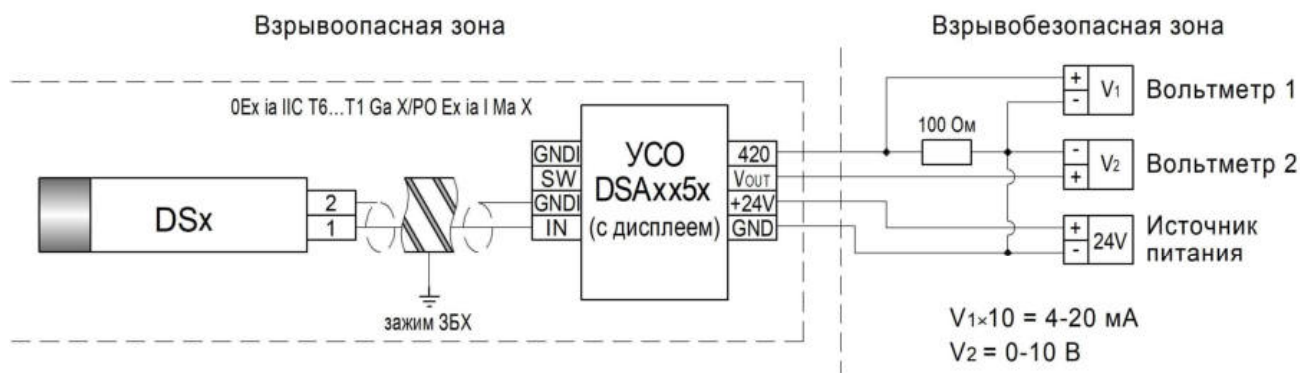 Взрывоопасная зона
Взрывобезопасная зона
0Ex ia IIC T6...T1 Ga X/PO Ex ia I Ma X
DSx
2
1
зажим ЗБХ
GNDI
SW
GNDI
IN
УСО
DSAxx5x
(с дисплеем)
420
VOUT
+24V
GND
100 Ом
+
-
V1
Вольтметр 1
-
+
V2
Вольтметр 2
+
-
24V
Источник
питания
V1×10 = 4-20 мА
V2 = 0-10 В